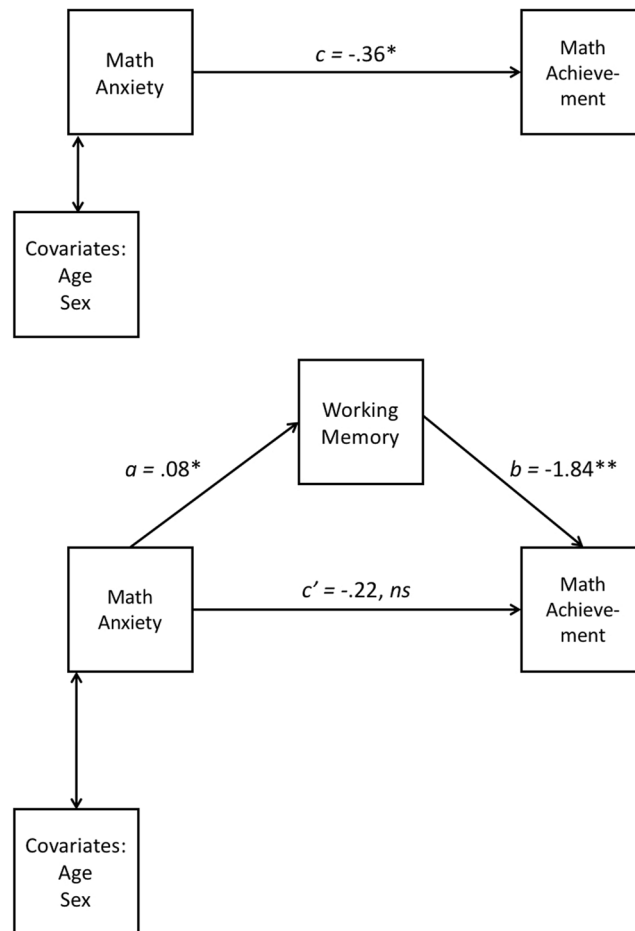 Math
Anxiety
c = -.36*
Math
Achieve-
ment
Covariates:
Age
Sex
Working
Memory
a = .08*
b = -1.84**
Math
Anxiety
c’ = -.22, ns
Math
Achieve-
ment
Covariates:
Age
Sex